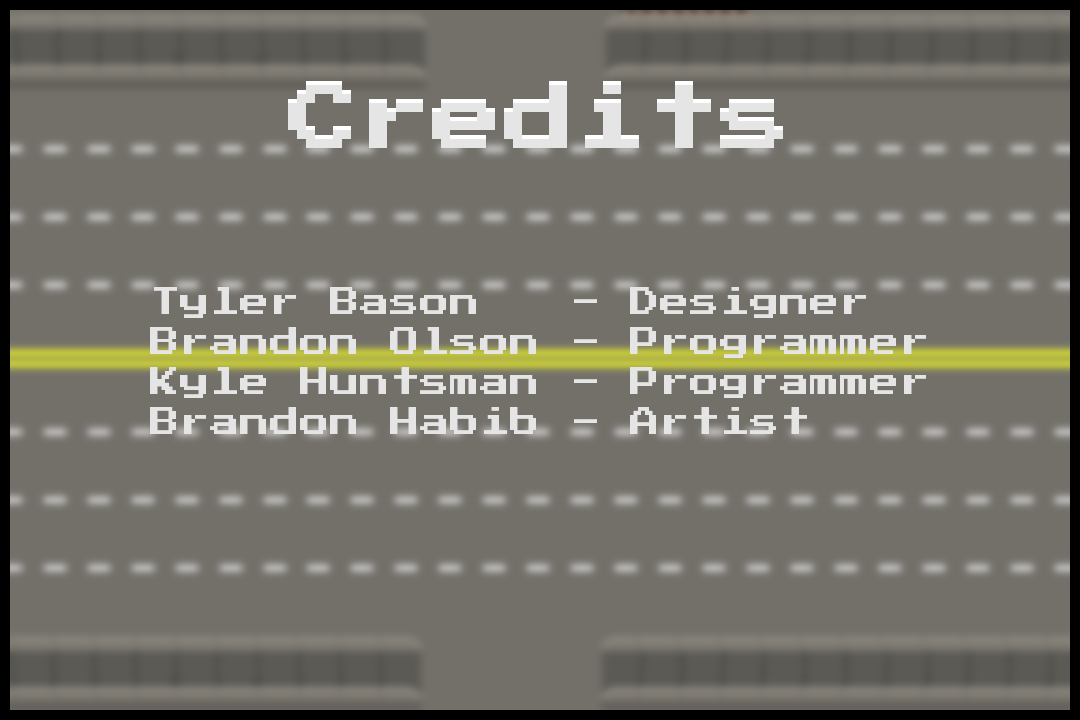 Credits
Tyler Bason - Designer
Brandon Olson - Programmer
Kyle Huntsman - Programmer
Brandon Habib - Artist